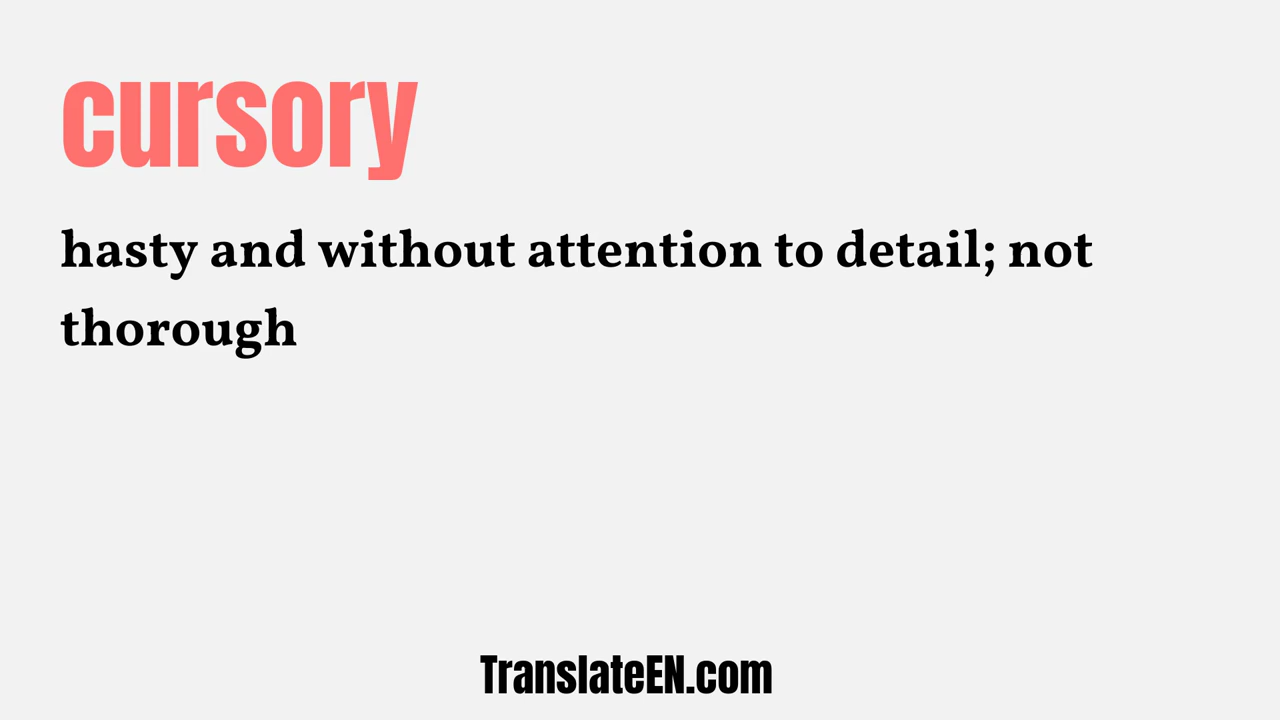 cursory
hasty and without attention to detail; not
thorough
TranslateEN.com